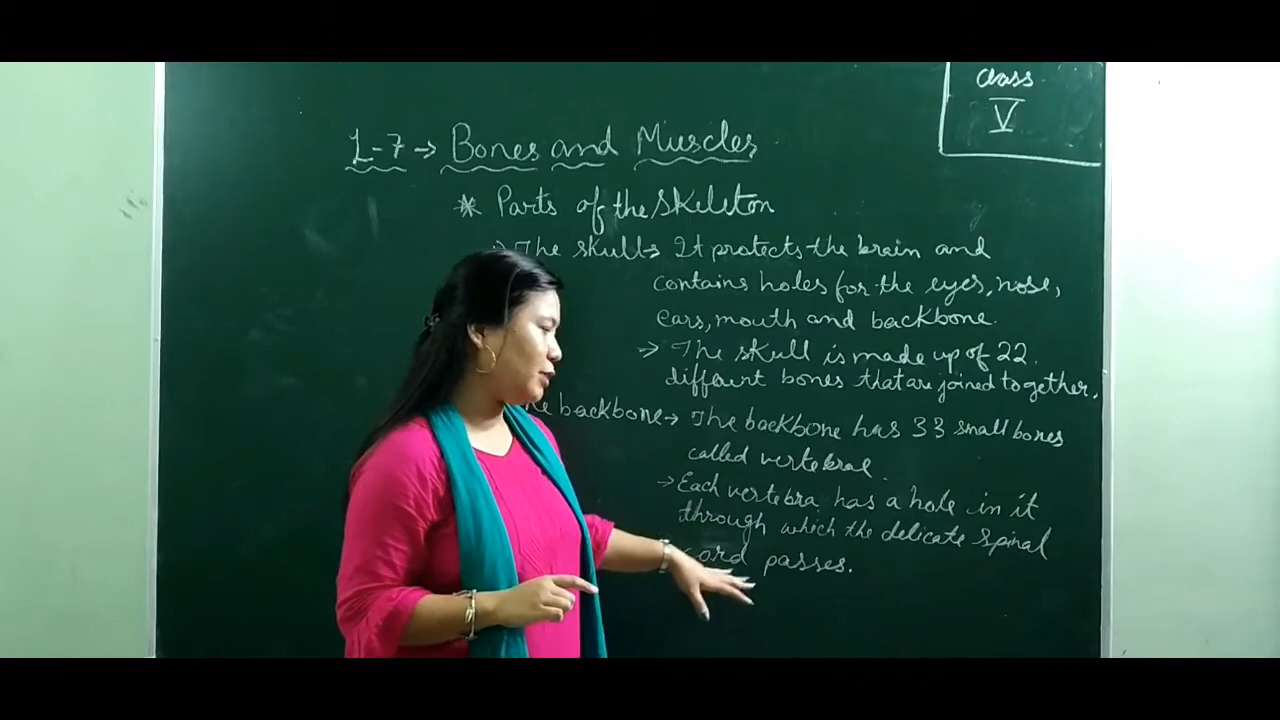 Class
V
L-7 → Bones and Muscles
* Parts of the Skeleton
The skull → It protects the brain and
contains holes for the eyes, nose,
ears, mouth and backbone.
→ The skull is made up of 22
different bones that are joined together.
backbone → The backbone has 33 small bones
called vertebrae.
→ Each vertebra has a hole in it
through which the delicate spinal
cord passes.